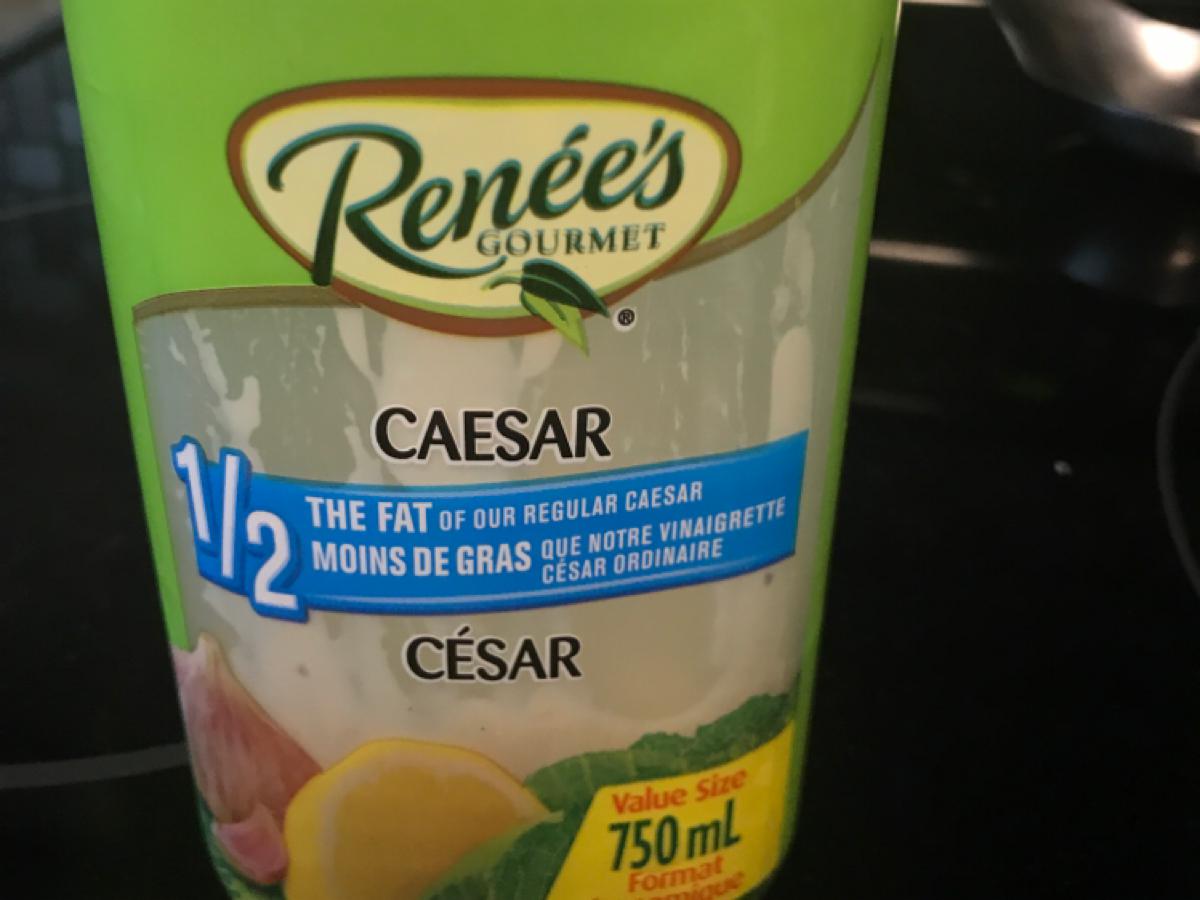 Renée's
GOURMET
®
CAESAR
1/2 THE FAT OF OUR REGULAR CAESAR
MOINS DE GRAS QUE NOTRE VINAIGRETTE
CÉSAR ORDINAIRE
CÉSAR
Value Size
750 mL
Format